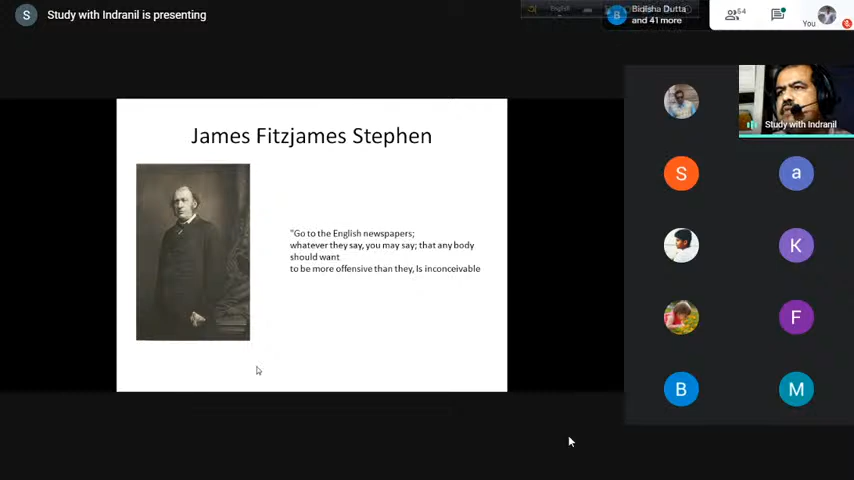 S Study with Indranil is presenting
B Bidisha Dutta
and 41 more
54
You
James Fitzjames Stephen
"Go to the English newspapers;
whatever they say, you may say; that any body
should want
to be more offensive than they, Is inconceivable
Study with Indranil
S
a
K
F
B
M